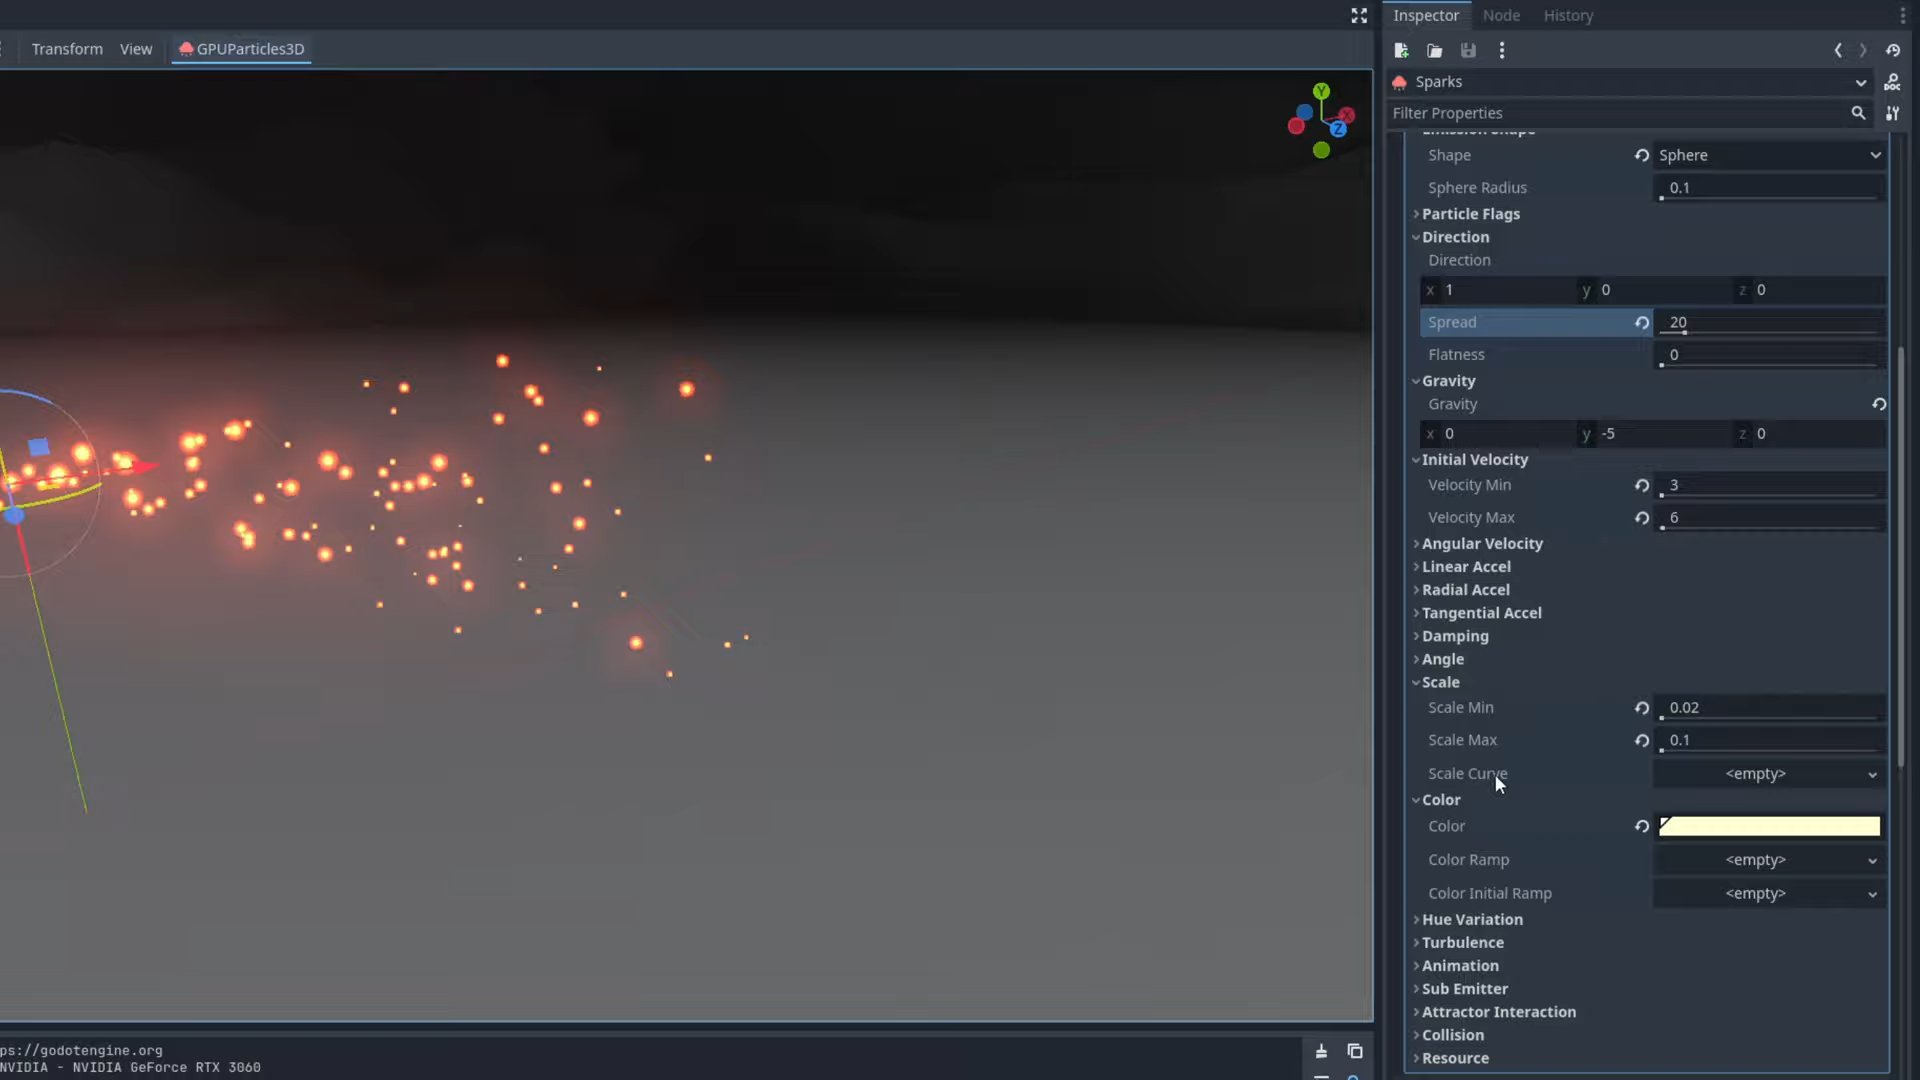 Inspector Node History
Transform View GPUParticles3D
Sparks
Filter Properties
Emission Shape
Shape Sphere
Sphere Radius 0.1
Particle Flags
Direction
Direction
x 1 y 0 z 0
Spread 20
Flatness 0
Gravity
Gravity
x 0 y -5 z 0
Initial Velocity
Velocity Min 3
Velocity Max 6
Angular Velocity
Linear Accel
Radial Accel
Tangential Accel
Damping
Angle
Scale
Scale Min 0.02
Scale Max 0.1
Scale Curve <empty>
Color
Color
Color Ramp <empty>
Color Initial Ramp <empty>
Hue Variation
Turbulence
Animation
Sub Emitter
Attractor Interaction
Collision
Resource
Y
X
Z
ps://godotengine.org
NVIDIA - NVIDIA GeForce RTX 3060